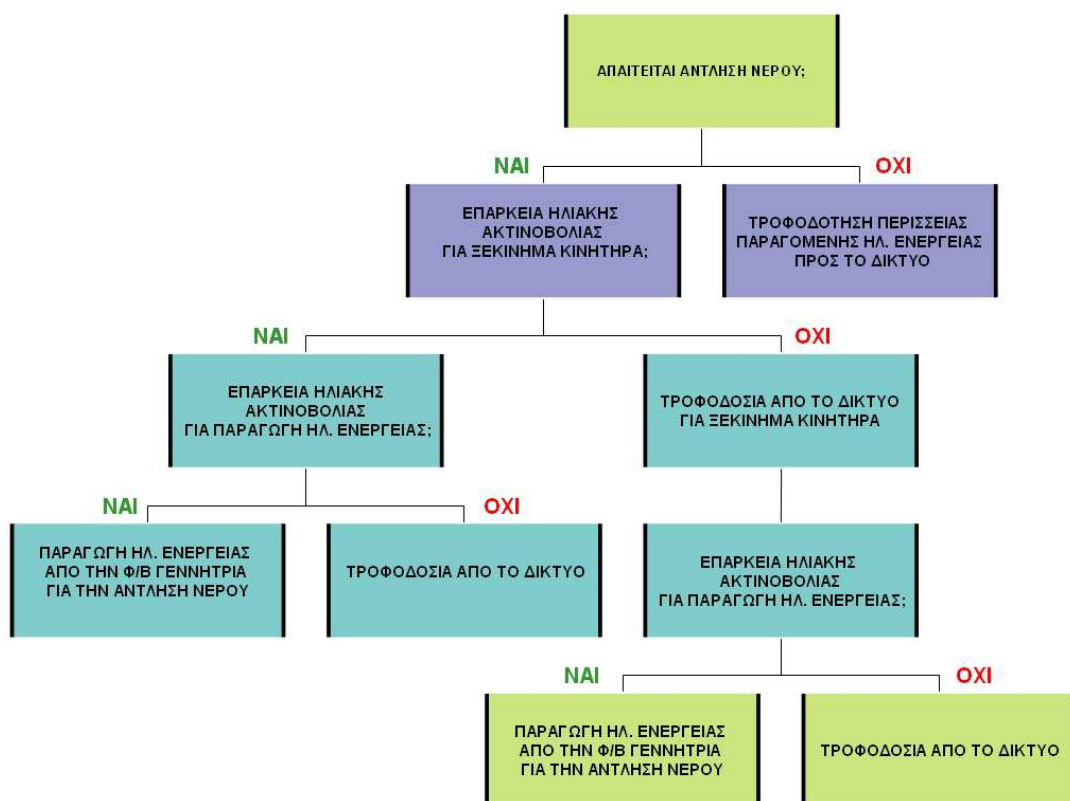 ΑΠΑΙΤΕΙΤΑΙ ΑΝΤΛΗΣΗ ΝΕΡΟΥ;
ΝΑΙ
ΟΧΙ
ΕΠΑΡΚΕΙΑ ΗΛΙΑΚΗΣ
ΑΚΤΙΝΟΒΟΛΙΑΣ
ΓΙΑ ΞΕΚΙΝΗΜΑ ΚΙΝΗΤΗΡΑ;
ΤΡΟΦΟΔΟΤΗΣΗ ΠΕΡΙΣΣΕΙΑΣ
ΠΑΡΑΓΟΜΕΝΗΣ ΗΛ. ΕΝΕΡΓΕΙΑΣ
ΠΡΟΣ ΤΟ ΔΙΚΤΥΟ
ΝΑΙ
ΟΧΙ
ΕΠΑΡΚΕΙΑ ΗΛΙΑΚΗΣ
ΑΚΤΙΝΟΒΟΛΙΑΣ
ΓΙΑ ΠΑΡΑΓΩΓΗ ΗΛ. ΕΝΕΡΓΕΙΑΣ;
ΤΡΟΦΟΔΟΣΙΑ ΑΠΟ ΤΟ ΔΙΚΤΥΟ
ΓΙΑ ΞΕΚΙΝΗΜΑ ΚΙΝΗΤΗΡΑ
ΝΑΙ
ΟΧΙ
ΠΑΡΑΓΩΓΗ ΗΛ. ΕΝΕΡΓΕΙΑΣ
ΑΠΟ ΤΗΝ Φ/Β ΓΕΝΝΗΤΡΙΑ
ΓΙΑ ΤΗΝ ΑΝΤΛΗΣΗ ΝΕΡΟΥ
ΤΡΟΦΟΔΟΣΙΑ ΑΠΟ ΤΟ ΔΙΚΤΥΟ
ΕΠΑΡΚΕΙΑ ΗΛΙΑΚΗΣ
ΑΚΤΙΝΟΒΟΛΙΑΣ
ΓΙΑ ΠΑΡΑΓΩΓΗ ΗΛ. ΕΝΕΡΓΕΙΑΣ;
ΝΑΙ
ΟΧΙ
ΠΑΡΑΓΩΓΗ ΗΛ. ΕΝΕΡΓΕΙΑΣ
ΑΠΟ ΤΗΝ Φ/Β ΓΕΝΝΗΤΡΙΑ
ΓΙΑ ΤΗΝ ΑΝΤΛΗΣΗ ΝΕΡΟΥ
ΤΡΟΦΟΔΟΣΙΑ ΑΠΟ ΤΟ ΔΙΚΤΥΟ